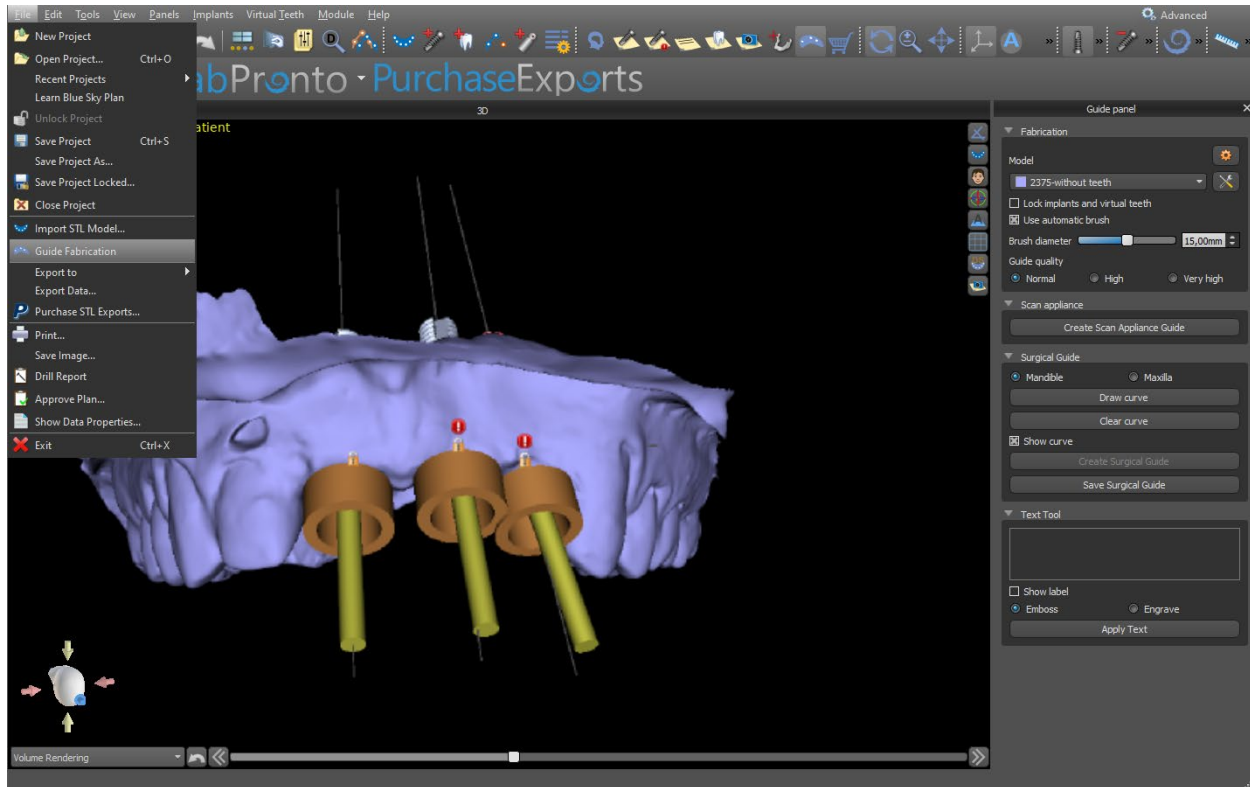 File Edit Tools View Panels Implants Virtual Teeth Module Help
Advanced
New Project
Open Project... Ctrl+O
Recent Projects
Learn Blue Sky Plan
Unlock Project
Save Project Ctrl+S
Save Project As...
Save Project Locked...
Close Project
Import STL Model...
Guide Fabrication
Export to
Export Data...
Purchase STL Exports...
Print...
Save Image...
Drill Report
Approve Plan...
Show Data Properties...
Exit Ctrl+X
abPronto - PurchaseExports
3D
atient
Volume Rendering
Guide panel
Fabrication
Model
2375-without teeth
Lock implants and virtual teeth
Use automatic brush
Brush diameter 15,00mm
Guide quality
Normal High Very high
Scan appliance
Create Scan Appliance Guide
Surgical Guide
Mandible Maxilla
Draw curve
Clear curve
Show curve
Create Surgical Guide
Save Surgical Guide
Text Tool
Show label
Emboss Engrave
Apply Text